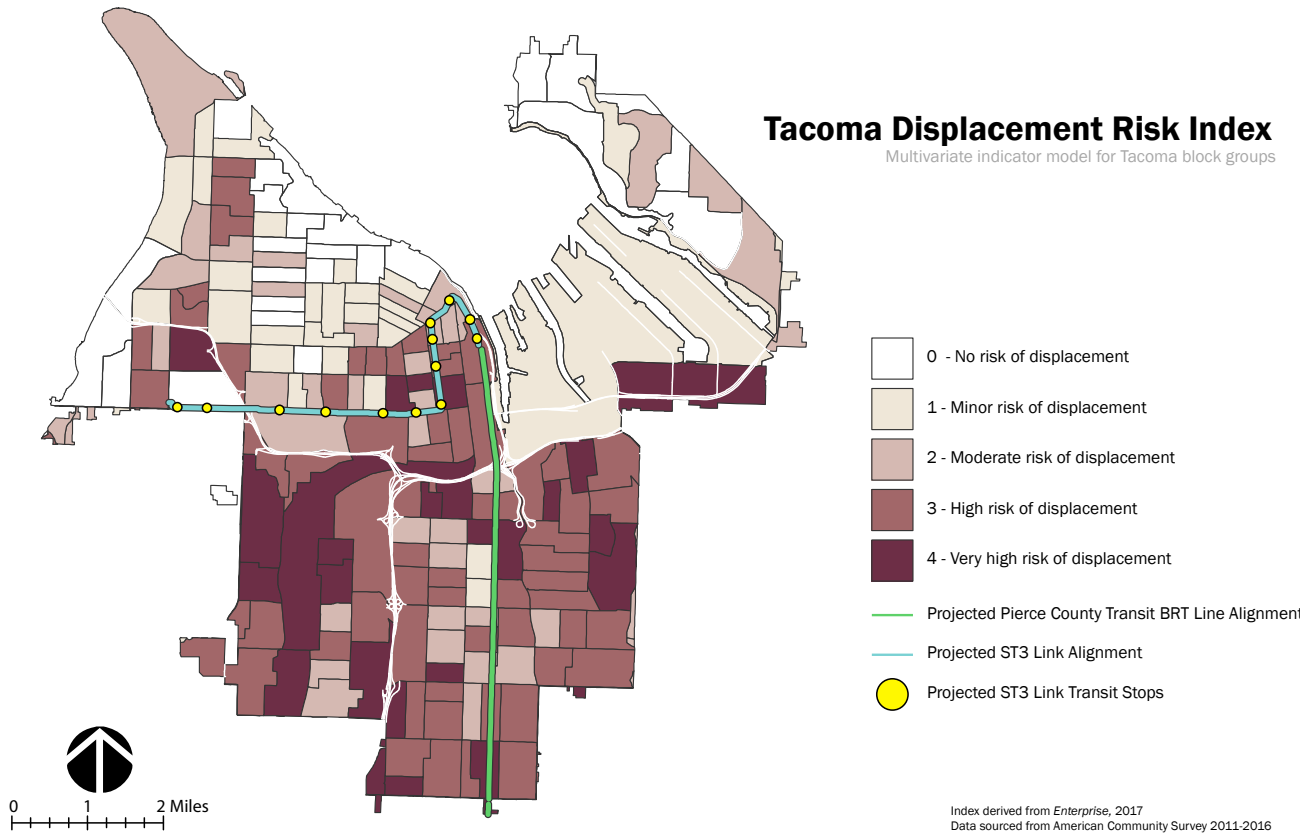 Tacoma Displacement Risk Index
Multivariate indicator model for Tacoma block groups
0 - No risk of displacement
1 - Minor risk of displacement
2 - Moderate risk of displacement
3 - High risk of displacement
4 - Very high risk of displacement
Projected Pierce County Transit BRT Line Alignment
Projected ST3 Link Alignment
Projected ST3 Link Transit Stops
0 1 2 Miles
Index derived from Enterprise, 2017
Data sourced from American Community Survey 2011-2016